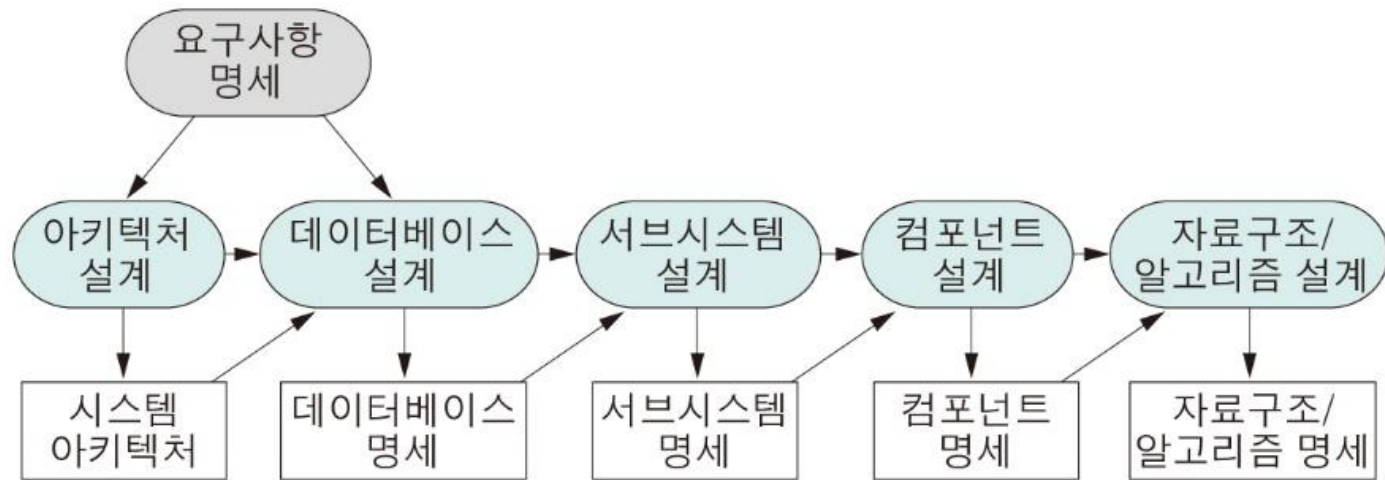 요구사항
명세
아키텍처
설계
데이터베이스
설계
서브시스템
설계
컴포넌트
설계
자료구조/
알고리즘 설계
시스템
아키텍처
데이터베이스
명세
서브시스템
명세
컴포넌트
명세
자료구조/
알고리즘 명세